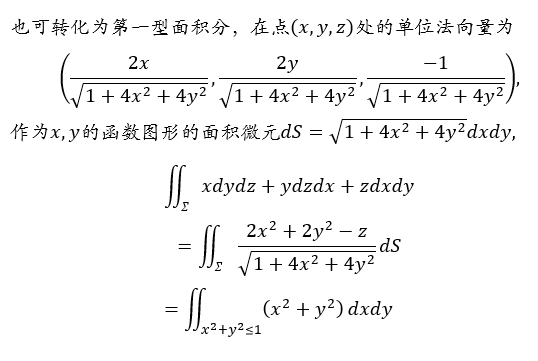 也可转化为第一型面积分，在点(x, y, z)处的单位法向量为
(2x/√(1 + 4x² + 4y²), 2y/√(1 + 4x² + 4y²), −1/√(1 + 4x² + 4y²)),
作为x, y的函数图形的面积微元dS = √(1 + 4x² + 4y²)dxdy,
∬_Σ xdydz + ydzdx + zdxdy
= ∬_Σ (2x² + 2y² − z)/√(1 + 4x² + 4y²) dS
= ∬_{x²+y²≤1} (x² + y²) dxdy